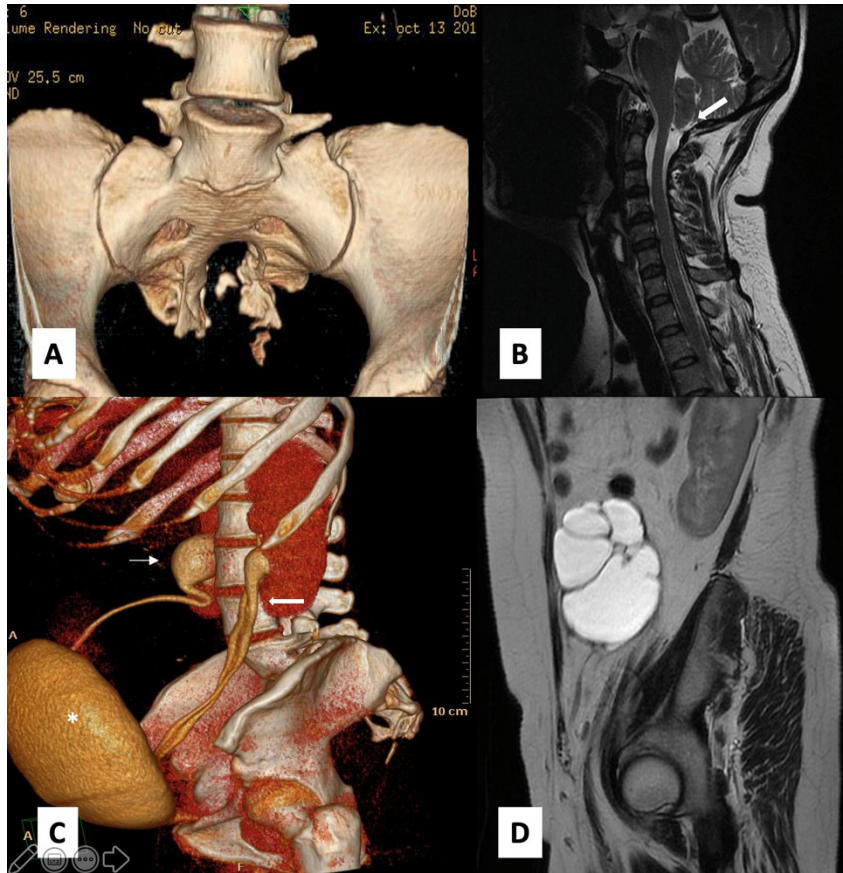 : 6
lume Rendering No cut
DoB
Ex: oct 13 201
OV 25.5 cm
ND
A
B
A
*
10 cm
A
F
C
D